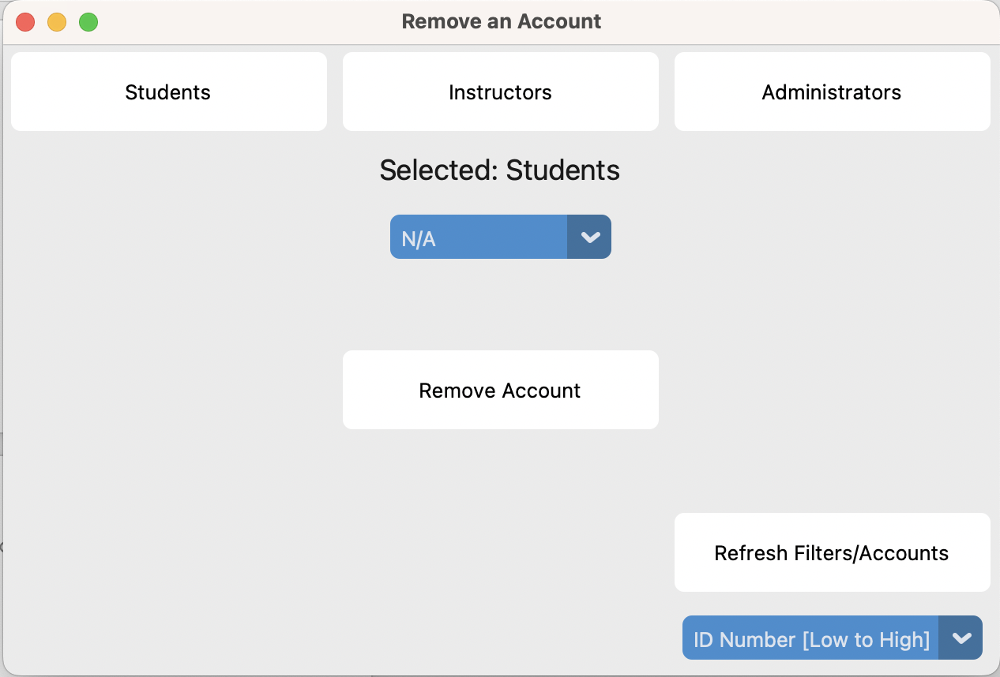 Remove an Account
Students
Instructors
Administrators
Selected: Students
N/A
Remove Account
Refresh Filters/Accounts
ID Number [Low to High]